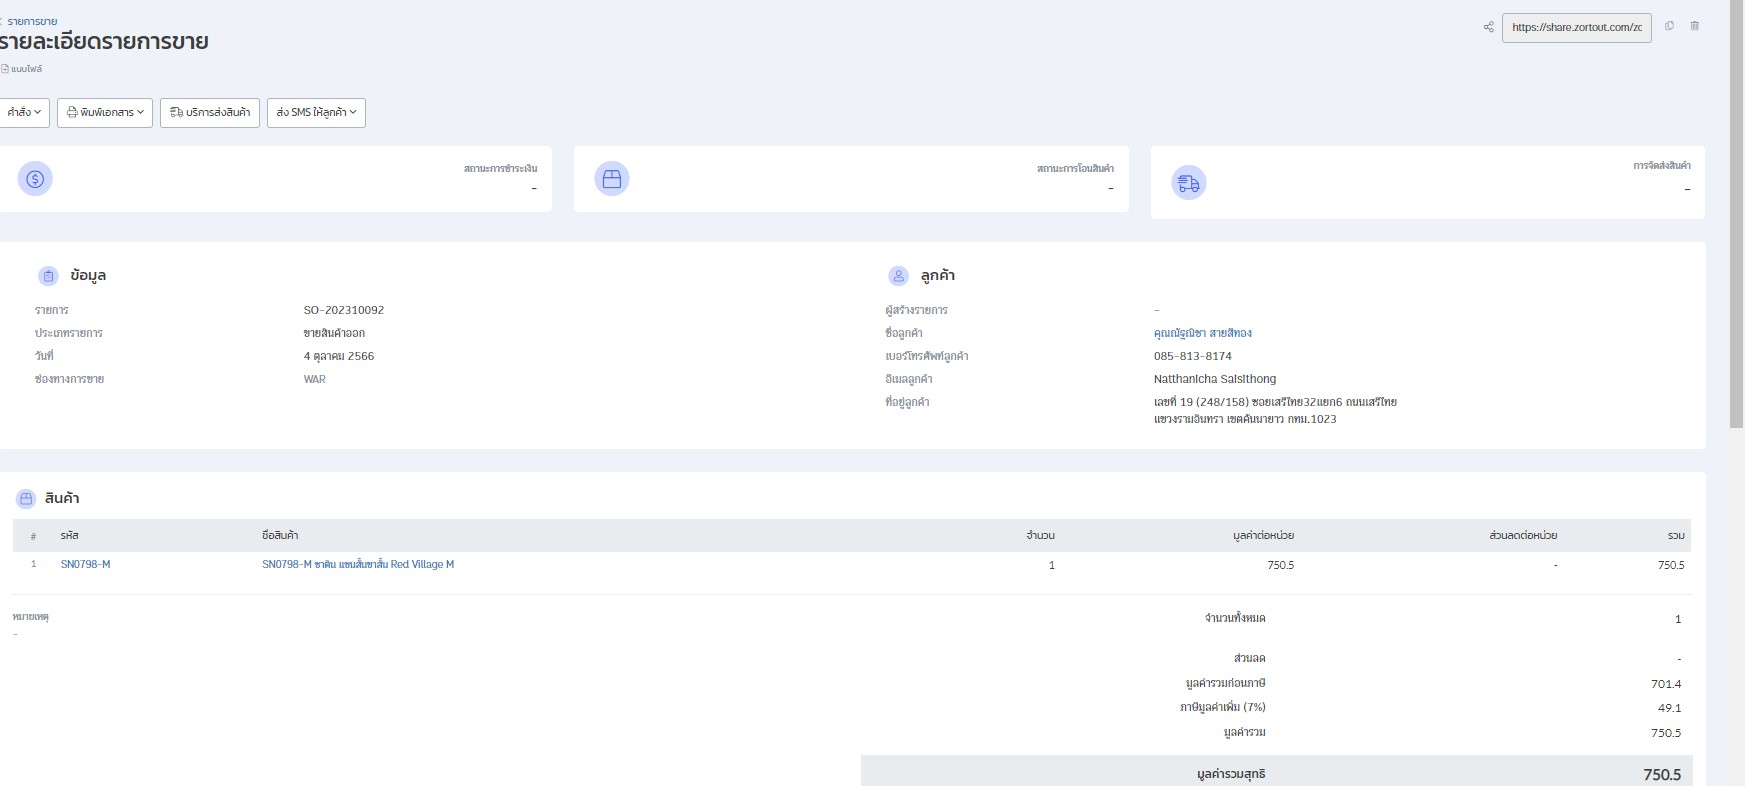 รายการขาย
รายละเอียดรายการขาย
แนบไฟล์
https://share.zortout.com/zc
คำสั่ง
พิมพ์เอกสาร
บริการส่งสินค้า
ส่ง SMS ให้ลูกค้า
สถานะการชำระเงิน
-
สถานะการโอนสินค้า
-
การจัดส่งสินค้า
-
ข้อมูล
รายการ SO-202310092
ประเภทรายการ ขายสินค้าออก
วันที่ 4 ตุลาคม 2566
ช่องทางการขาย WAR
ลูกค้า
ผู้สร้างรายการ -
ชื่อลูกค้า คุณณัฐณิชา สายสีทอง
เบอร์โทรศัพท์ลูกค้า 085-813-8174
อีเมลลูกค้า Natthanicha Saisithong
ที่อยู่ลูกค้า เลขที่ 19 (248/158) ซอยเสรีไทย32แยก6 ถนนเสรีไทย
แขวงรามอินทรา เขตคันนายาว กทม.1023
สินค้า
# รหัส ชื่อสินค้า จำนวน มูลค่าต่อหน่วย ส่วนลดต่อหน่วย รวม
1 SN0798-M SN0798-M ซาติน แขนสั้นขาสั้น Red Village M 1 750.5 - 750.5
หมายเหตุ
-
จำนวนทั้งหมด 1
ส่วนลด -
มูลค่ารวมก่อนภาษี 701.4
ภาษีมูลค่าเพิ่ม (7%) 49.1
มูลค่ารวม 750.5
มูลค่ารวมสุทธิ 750.5